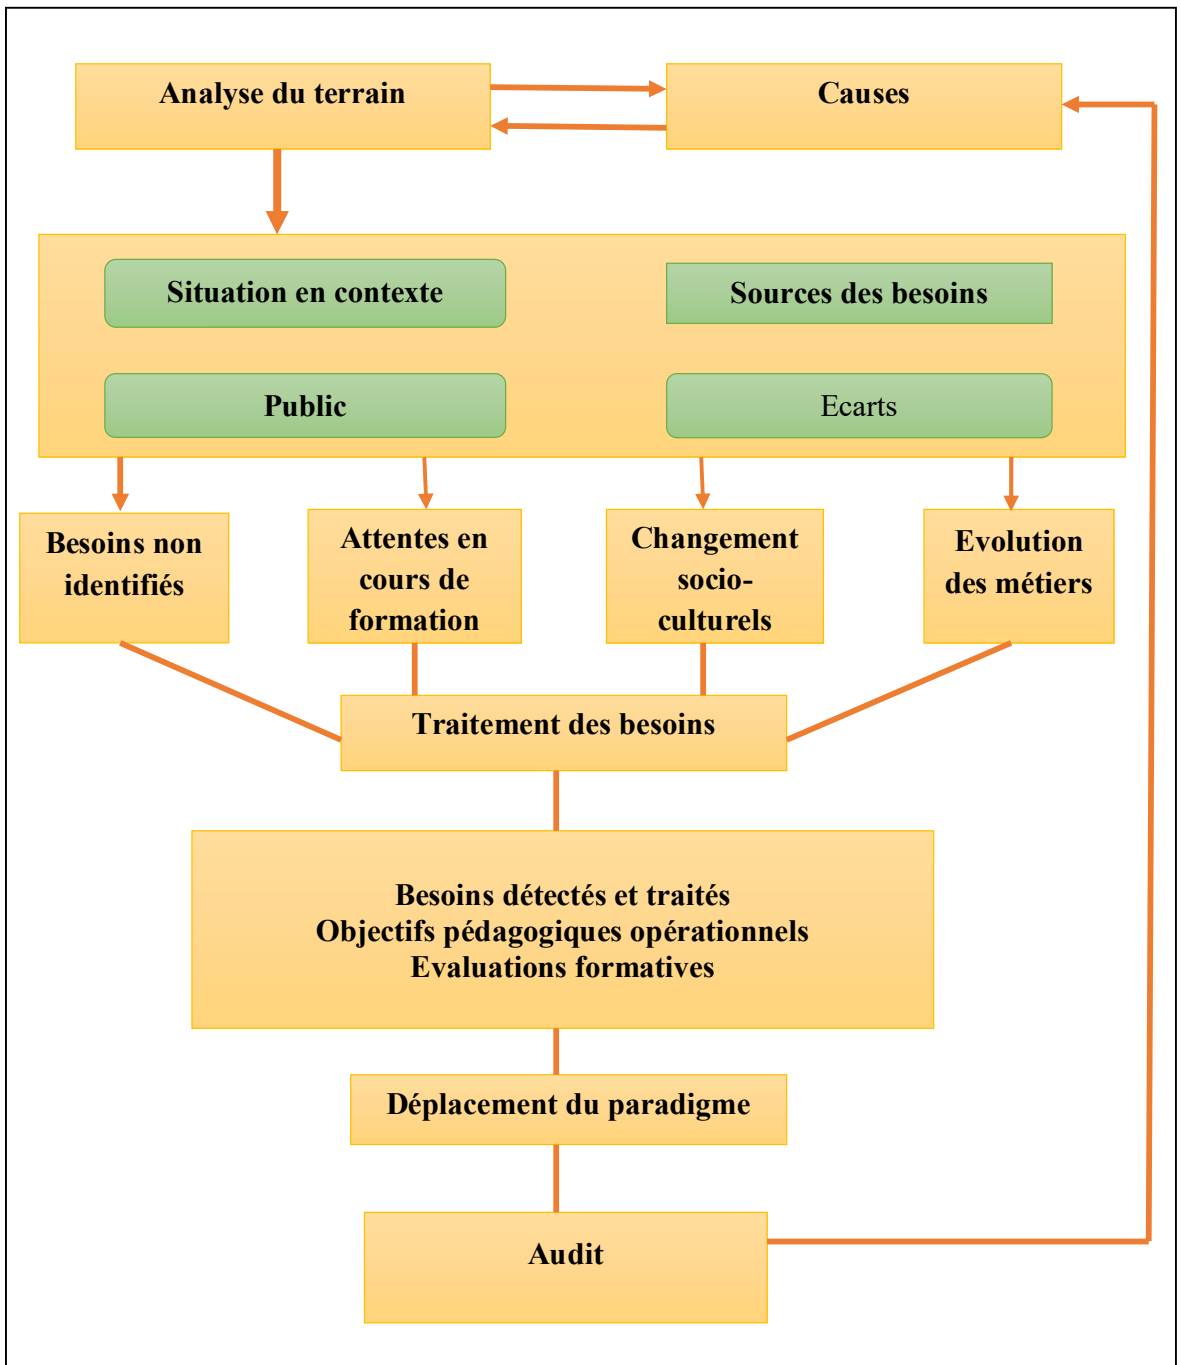 Analyse du terrain
Causes
Situation en contexte
Sources des besoins
Public
Ecarts
Besoins non
identifiés
Attentes en
cours de
formation
Changement
socio-
culturels
Evolution
des métiers
Traitement des besoins
Besoins détectés et traités
Objectifs pédagogiques opérationnels
Evaluations formatives
Déplacement du paradigme
Audit